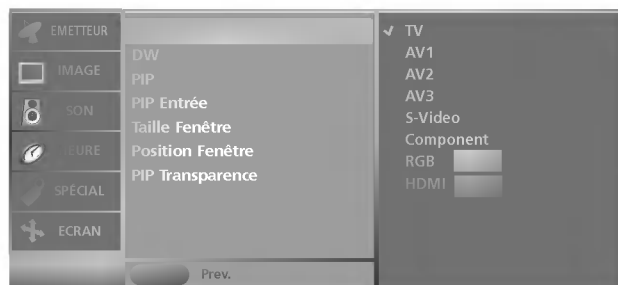 EMETTEUR
IMAGE
SON
HEURE
SPÉCIAL
ECRAN
DW
PIP
PIP Entrée
Taille Fenêtre
Position Fenêtre
PIP Transparence
Prev.
TV
AV1
AV2
AV3
S-Video
Component
RGB
HDMI